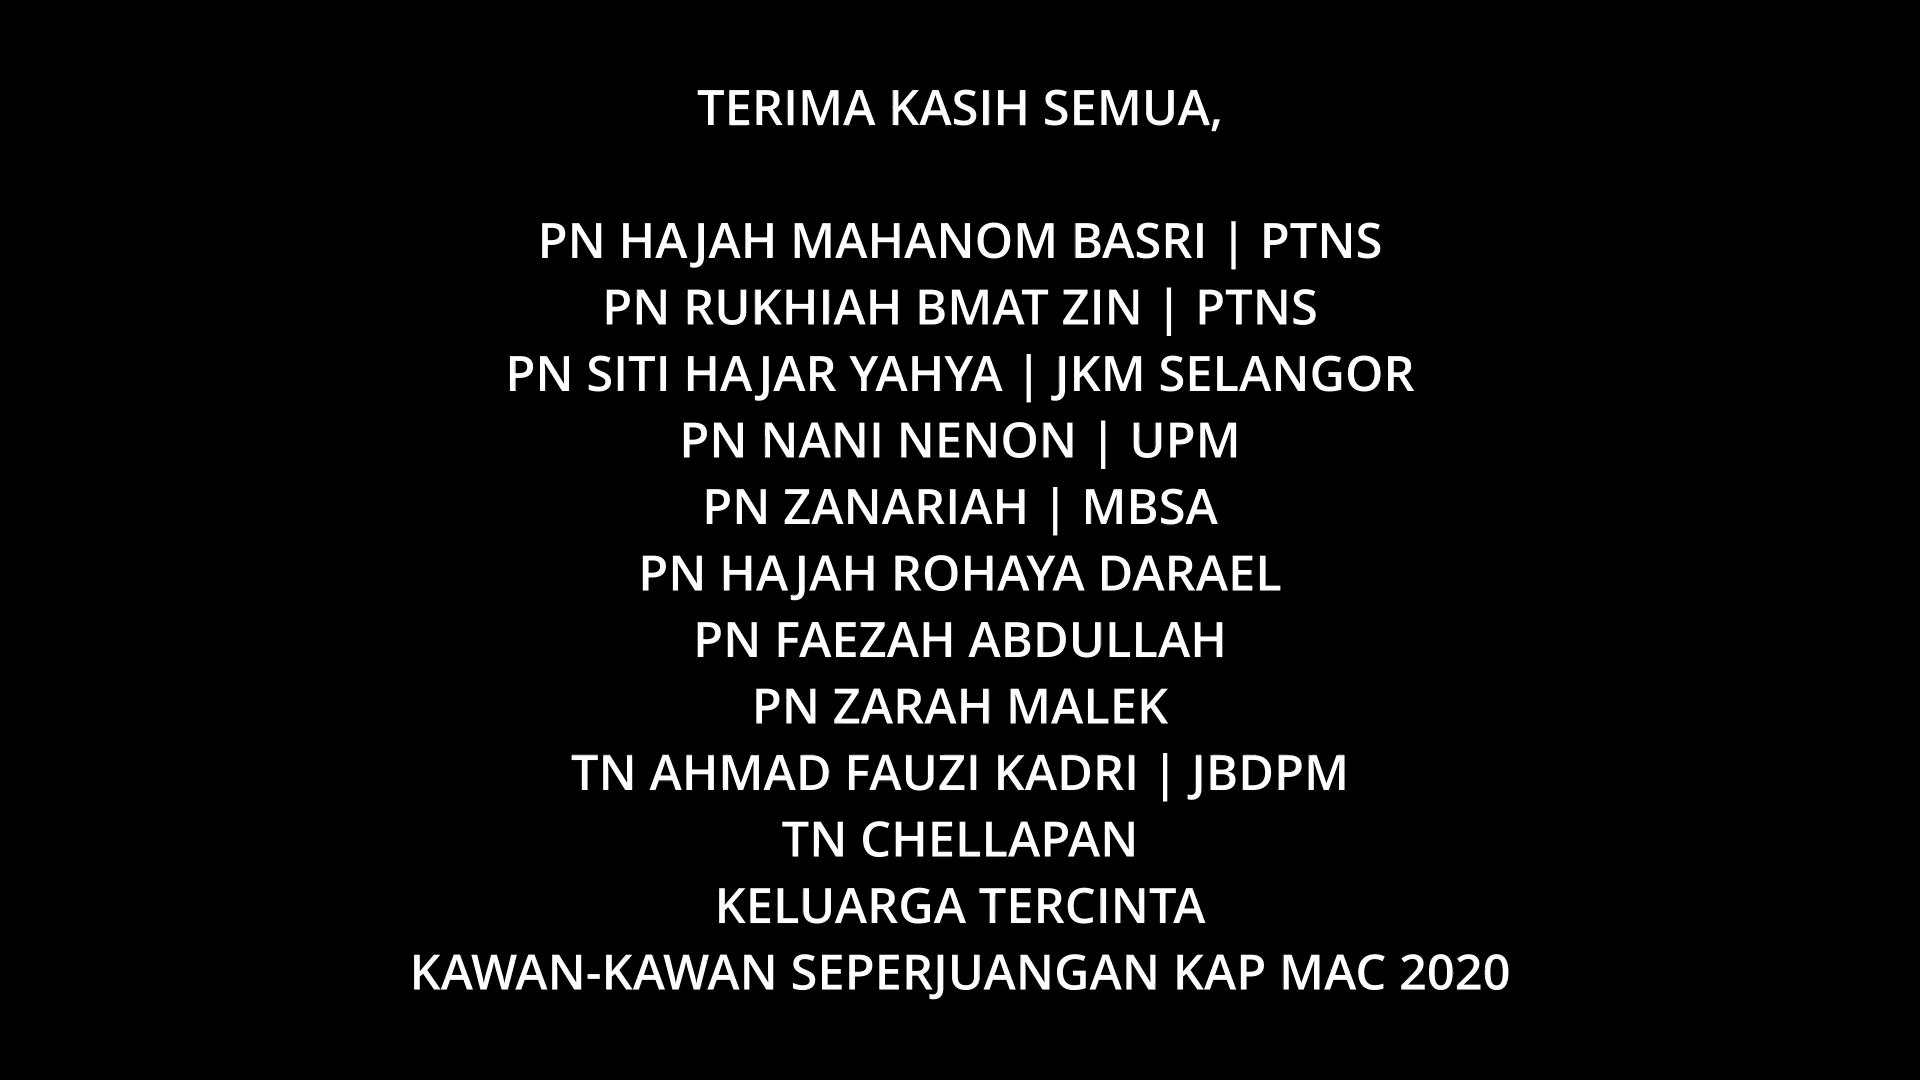 TERIMA KASIH SEMUA,
PN HAJAH MAHANOM BASRI | PTNS
PN RUKHIAH BMAT ZIN | PTNS
PN SITI HAJAR YAHYA | JKM SELANGOR
PN NANI NENON | UPM
PN ZANARIAH | MBSA
PN HAJAH ROHAYA DARAEL
PN FAEZAH ABDULLAH
PN ZARAH MALEK
TN AHMAD FAUZI KADRI | JBDPM
TN CHELLAPAN
KELUARGA TERCINTA
KAWAN-KAWAN SEPERJUANGAN KAP MAC 2020